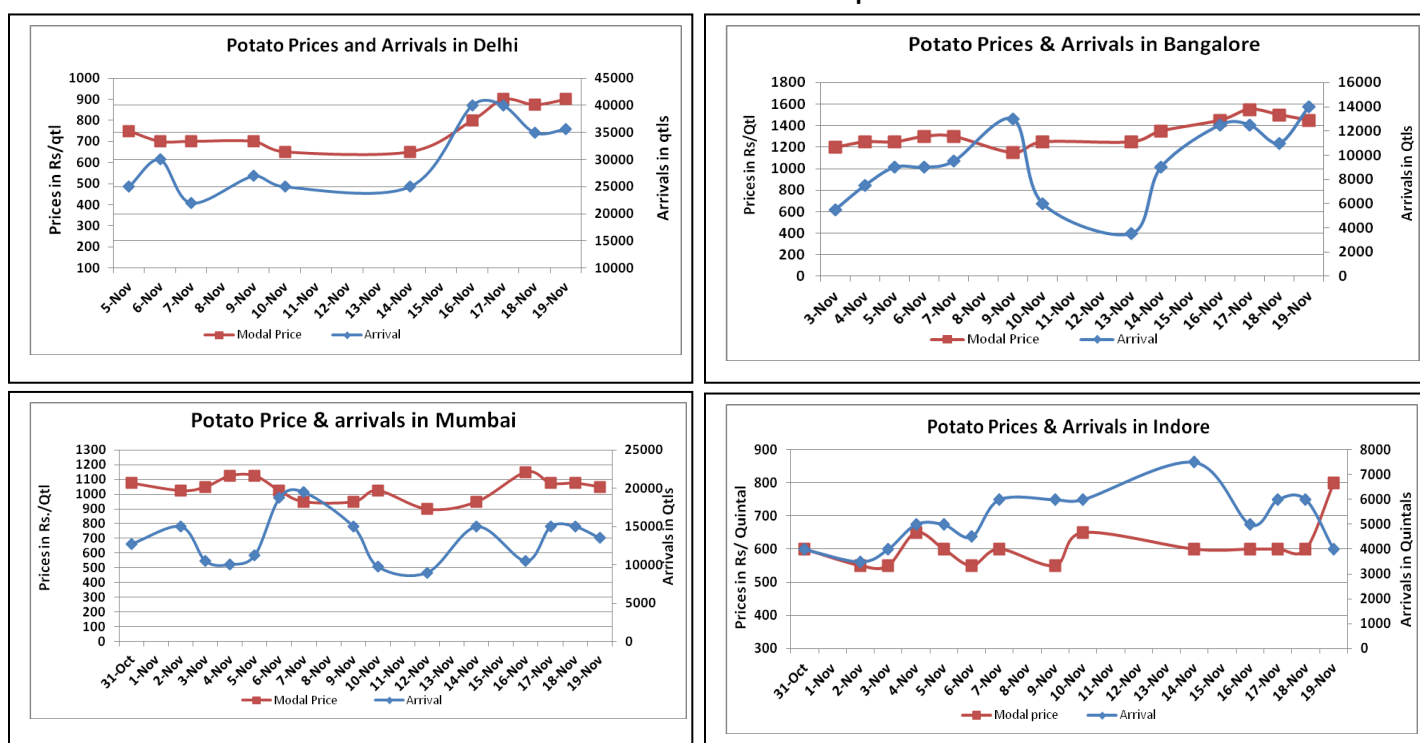 Potato Prices and Arrivals in Delhi
Prices in Rs/qtl
1000
900
800
700
600
500
400
300
200
100
45000
40000
35000
30000
25000
20000
15000
10000
Arrivals in qtls
5-Nov
6-Nov
7-Nov
8-Nov
9-Nov
10-Nov
11-Nov
12-Nov
13-Nov
14-Nov
15-Nov
16-Nov
17-Nov
18-Nov
19-Nov
Modal Price
Arrival
Potato Prices & Arrivals in Bangalore
Prices in Rs/Qtl
1800
1600
1400
1200
1000
800
600
400
200
0
16000
14000
12000
10000
8000
6000
4000
2000
0
Arrivals in Qtls
3-Nov
4-Nov
5-Nov
6-Nov
7-Nov
8-Nov
9-Nov
10-Nov
11-Nov
12-Nov
13-Nov
14-Nov
15-Nov
16-Nov
17-Nov
18-Nov
19-Nov
Modal Price
Arrival
Potato Price & arrivals in Mumbai
Prices in Rs./Qtl
1300
1200
1100
1000
900
800
700
600
500
400
300
200
100
0
25000
20000
15000
10000
5000
0
Arrivals in Qtls
31-Oct
1-Nov
2-Nov
3-Nov
4-Nov
5-Nov
6-Nov
7-Nov
8-Nov
9-Nov
10-Nov
11-Nov
12-Nov
13-Nov
14-Nov
15-Nov
16-Nov
17-Nov
18-Nov
19-Nov
Modal Price
Arrival
Potato Prices & Arrivals in Indore
Prices in Rs/ Quintal
900
800
700
600
500
400
300
8000
7000
6000
5000
4000
3000
2000
1000
0
Arrivals in Quintals
31-Oct
1-Nov
2-Nov
3-Nov
4-Nov
5-Nov
6-Nov
7-Nov
8-Nov
9-Nov
10-Nov
11-Nov
12-Nov
13-Nov
14-Nov
15-Nov
16-Nov
17-Nov
18-Nov
19-Nov
Modal price
Arrival